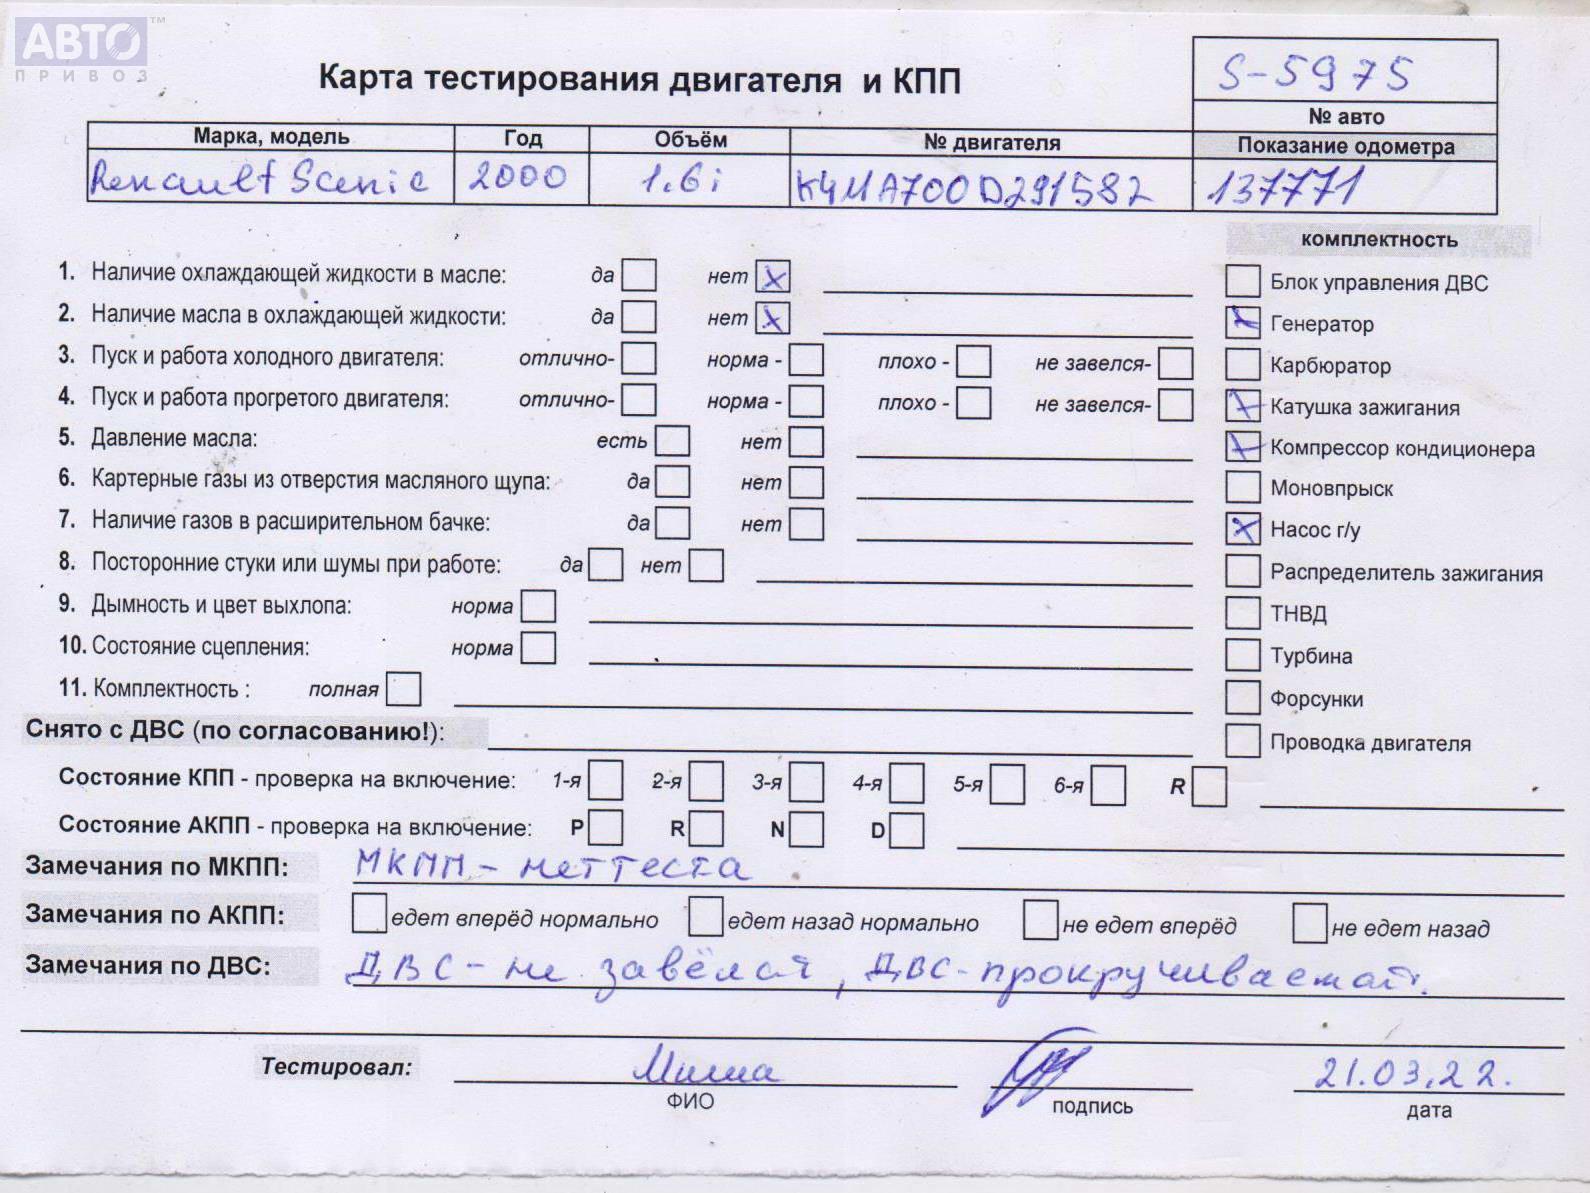 АВТО™
ПРИВОЗ
Карта тестирования двигателя и КПП
S-5975
№ авто
Марка, модель Год Объём № двигателя Показание одометра
Renault Scenic 2000 1.6i K4MA700D291582 137771
комплектность
1. Наличие охлаждающей жидкости в масле: да нет x
Блок управления ДВС
2. Наличие масла в охлаждающей жидкости: да нет x
x Генератор
3. Пуск и работа холодного двигателя: отлично- норма - плохо - не завелся-
Карбюратор
4. Пуск и работа прогретого двигателя: отлично- норма - плохо - не завелся-
x Катушка зажигания
5. Давление масла: есть нет
x Компрессор кондиционера
6. Картерные газы из отверстия масляного щупа: да нет
Моновпрыск
7. Наличие газов в расширительном бачке: да нет
x Насос г/у
8. Посторонние стуки или шумы при работе: да нет
Распределитель зажигания
9. Дымность и цвет выхлопа: норма
ТНВД
10. Состояние сцепления: норма
Турбина
11. Комплектность : полная
Форсунки
Снято с ДВС (по согласованию!):
Проводка двигателя
Состояние КПП - проверка на включение: 1-я 2-я 3-я 4-я 5-я 6-я R
Состояние АКПП - проверка на включение: P R N D
Замечания по МКПП: МКПП - нет теста
Замечания по АКПП: едет вперёд нормально едет назад нормально не едет вперёд не едет назад
Замечания по ДВС: ДВС - не завёлся, ДВС - прокручивает.
Тестировал: Миша 21.03.22.
ФИО подпись дата